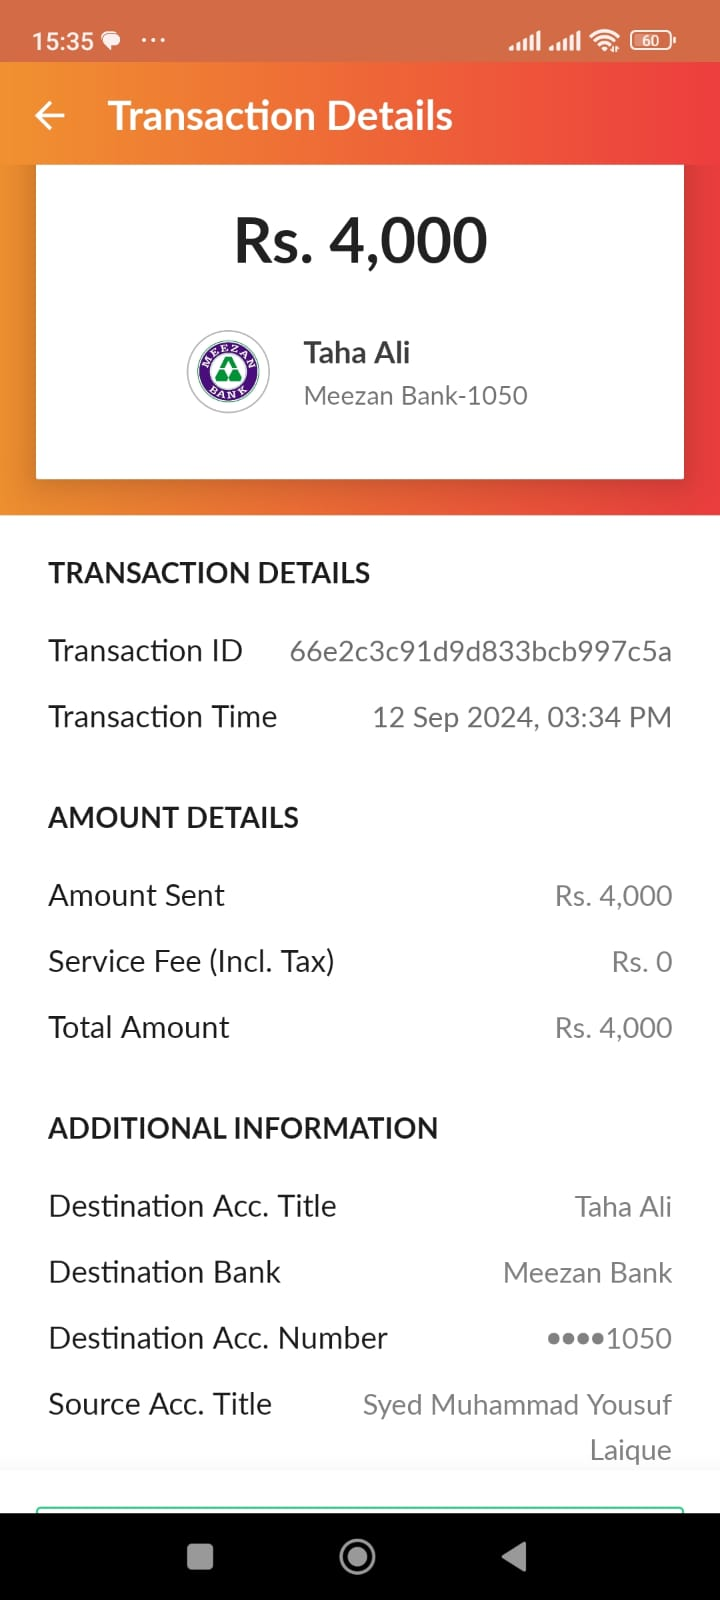 15:35
60
Transaction Details
Rs. 4,000
MEEZAN BANK
Taha Ali
Meezan Bank-1050
TRANSACTION DETAILS
Transaction ID 66e2c3c91d9d833bcb997c5a
Transaction Time 12 Sep 2024, 03:34 PM
AMOUNT DETAILS
Amount Sent Rs. 4,000
Service Fee (Incl. Tax) Rs. 0
Total Amount Rs. 4,000
ADDITIONAL INFORMATION
Destination Acc. Title Taha Ali
Destination Bank Meezan Bank
Destination Acc. Number ••••1050
Source Acc. Title Syed Muhammad Yousuf
Laique